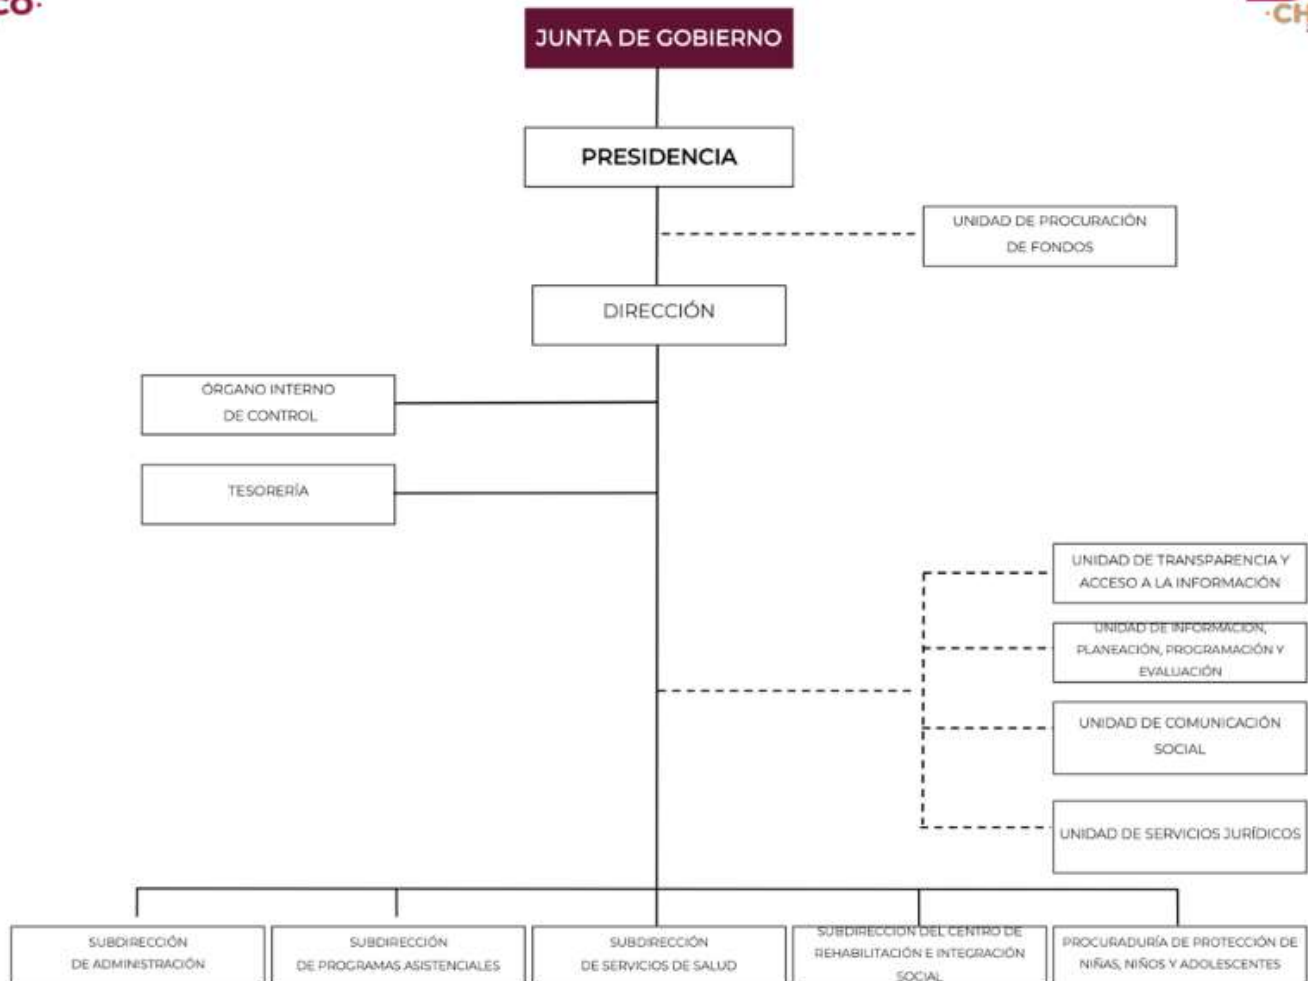 CO·
·CH
JUNTA DE GOBIERNO
PRESIDENCIA
UNIDAD DE PROCURACIÓN
DE FONDOS
DIRECCIÓN
ÓRGANO INTERNO
DE CONTROL
TESORERÍA
UNIDAD DE TRANSPARENCIA Y
ACCESO A LA INFORMACIÓN
UNIDAD DE INFORMACIÓN,
PLANEACIÓN, PROGRAMACIÓN Y
EVALUACIÓN
UNIDAD DE COMUNICACIÓN
SOCIAL
UNIDAD DE SERVICIOS JURÍDICOS
SUBDIRECCIÓN
DE ADMINISTRACIÓN
SUBDIRECCIÓN
DE PROGRAMAS ASISTENCIALES
SUBDIRECCIÓN
DE SERVICIOS DE SALUD
SUBDIRECCIÓN DEL CENTRO DE
REHABILITACIÓN E INTEGRACIÓN
SOCIAL
PROCURADURÍA DE PROTECCIÓN DE
NIÑAS, NIÑOS Y ADOLESCENTES